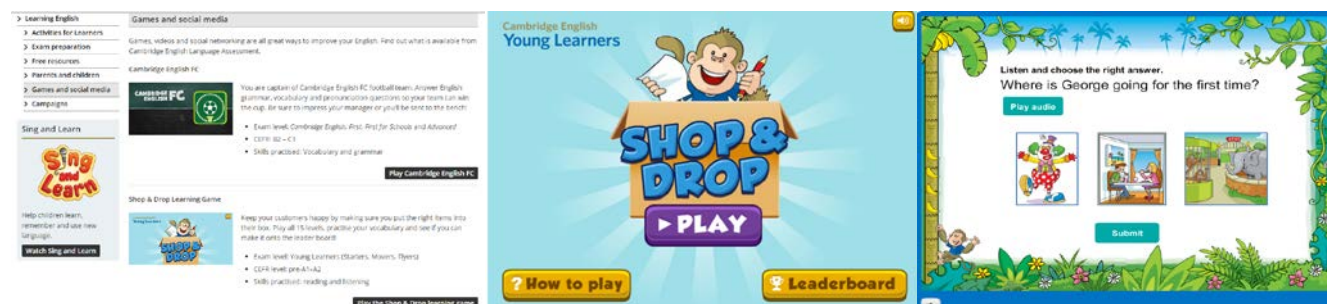 Learning English
Activities for Learners
Exam preparation
Free resources
Parents and children
Games and social media
Campaigns
Sing and Learn
Sing
and
Learn
Help children learn,
remember and use new
language.
Watch Sing and Learn
Games and social media
Games, videos and social networking are all great ways to improve your English. Find out what is available from
Cambridge English Language Assessment.
Cambridge English FC
CAMBRIDGE
ENGLISH FC
You are captain of Cambridge English FC football team. Answer English
grammar, vocabulary and pronunciation questions so your team can win
the cup. Be sure to impress your manager or you'll be sent to the bench!
• Exam level: Cambridge English: First, First for Schools and Advanced
• CEFR: B2 – C1
• Skills practised: Vocabulary and grammar
Play Cambridge English FC
Shop & Drop Learning Game
Young Learners
SHOP &
DROP
Keep your customers happy by making sure you put the right items into
their box. Play all 15 levels, practise your vocabulary and see if you can
make it onto the leader board!
• Exam level: Young Learners (Starters, Movers, Flyers)
• CEFR level: pre-A1–A2
• Skills practised: reading and listening
Play the Shop & Drop learning game
Cambridge English
Young Learners
SHOP &
DROP
PLAY
? How to play
Leaderboard
Listen and choose the right answer.
Where is George going for the first time?
Play audio
Submit